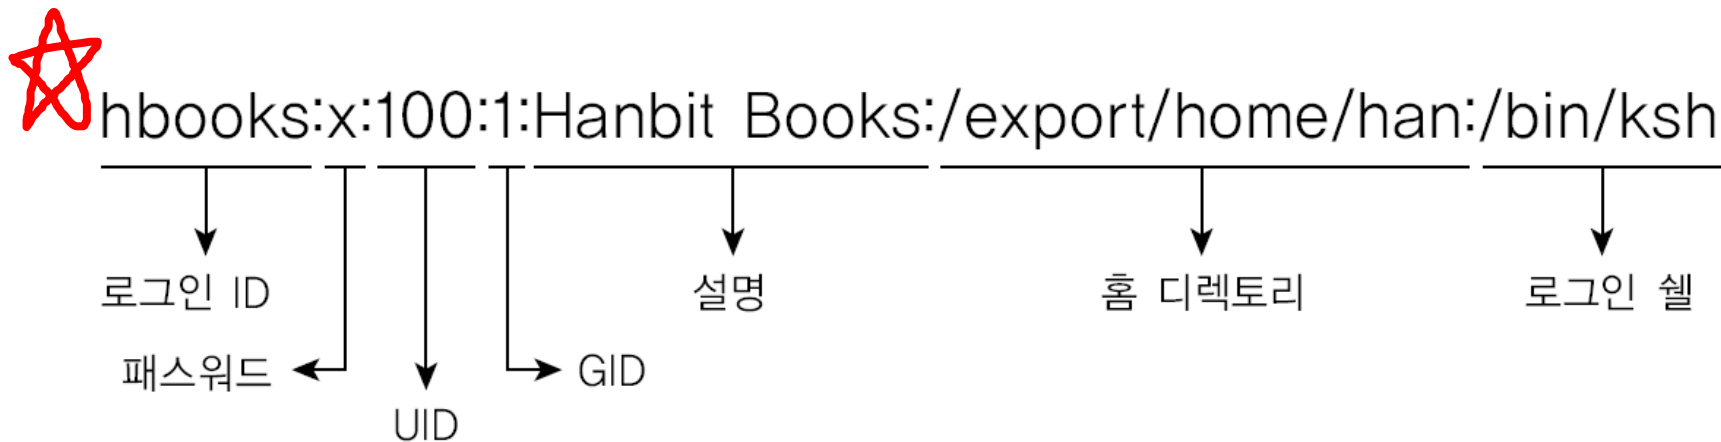 hbooks:x:100:1:Hanbit Books:/export/home/han:/bin/ksh
로그인 ID
설명
홈 디렉토리
로그인 쉘
패스워드
GID
UID